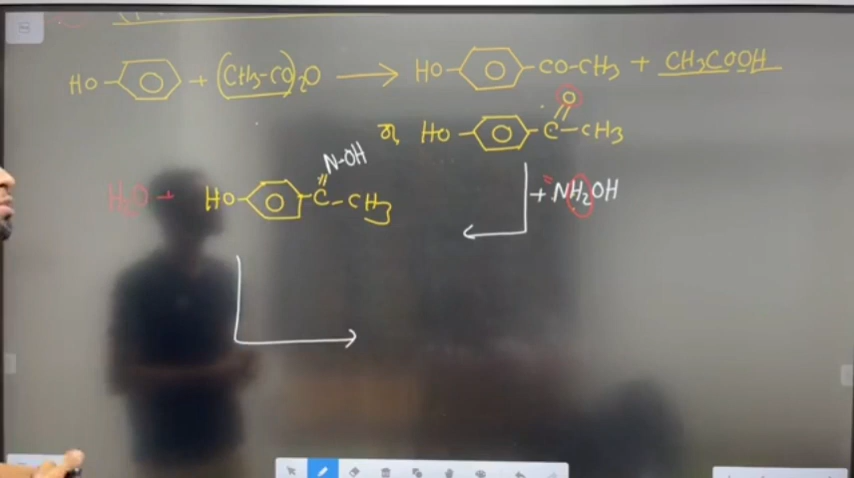 HO- + (CH3-CO)2O → HO- -CO-CH3 + CH3COOH
or, HO- -C-CH3
O
N-OH
H2O + HO- -C-CH3
+ NH2OH